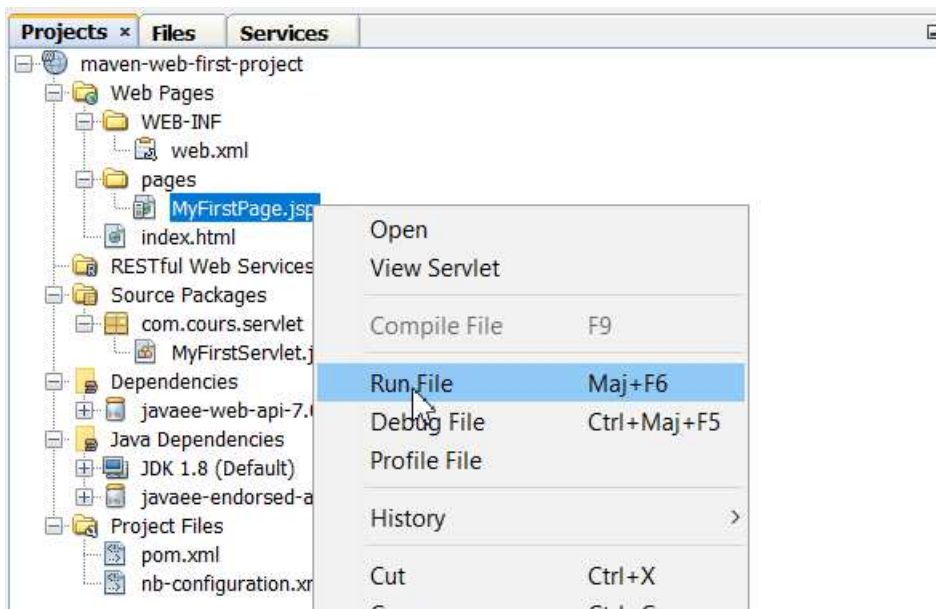 Projects × Files Services
maven-web-first-project
Web Pages
WEB-INF
web.xml
pages
MyFirstPage.jsp
index.html
RESTful Web Services
Source Packages
com.cours.servlet
MyFirstServlet.j
Dependencies
javaee-web-api-7.
Java Dependencies
JDK 1.8 (Default)
javaee-endorsed-a
Project Files
pom.xml
nb-configuration.x
Open
View Servlet
Compile File F9
Run File Maj+F6
Debug File Ctrl+Maj+F5
Profile File
History >
Cut Ctrl+X